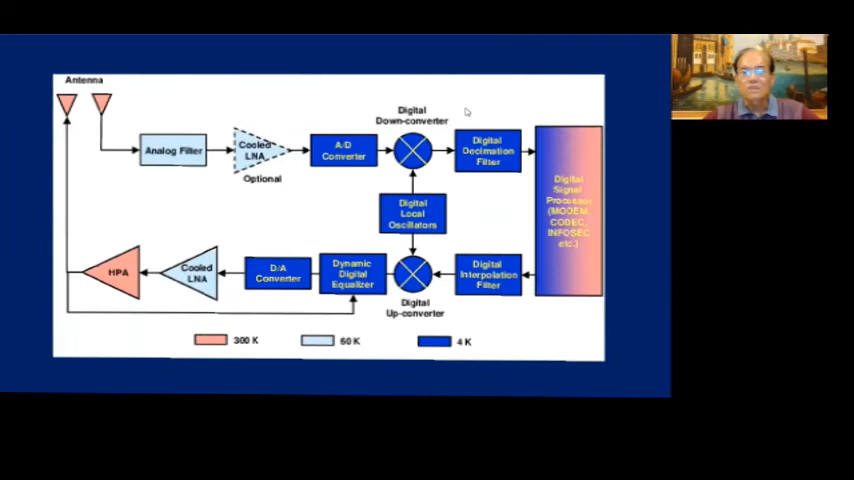 Antenna
Digital
Down-converter
Analog Filter
Cooled
LNA
Optional
A/D
Converter
Digital
Decimation
Filter
Digital
Local
Oscillators
Digital
Signal
Processor
(MODEM,
CODEC,
INFOSEC
etc.)
HPA
Cooled
LNA
D/A
Converter
Dynamic
Digital
Equalizer
Digital
Interpolation
Filter
Digital
Up-converter
300 K
60 K
4 K